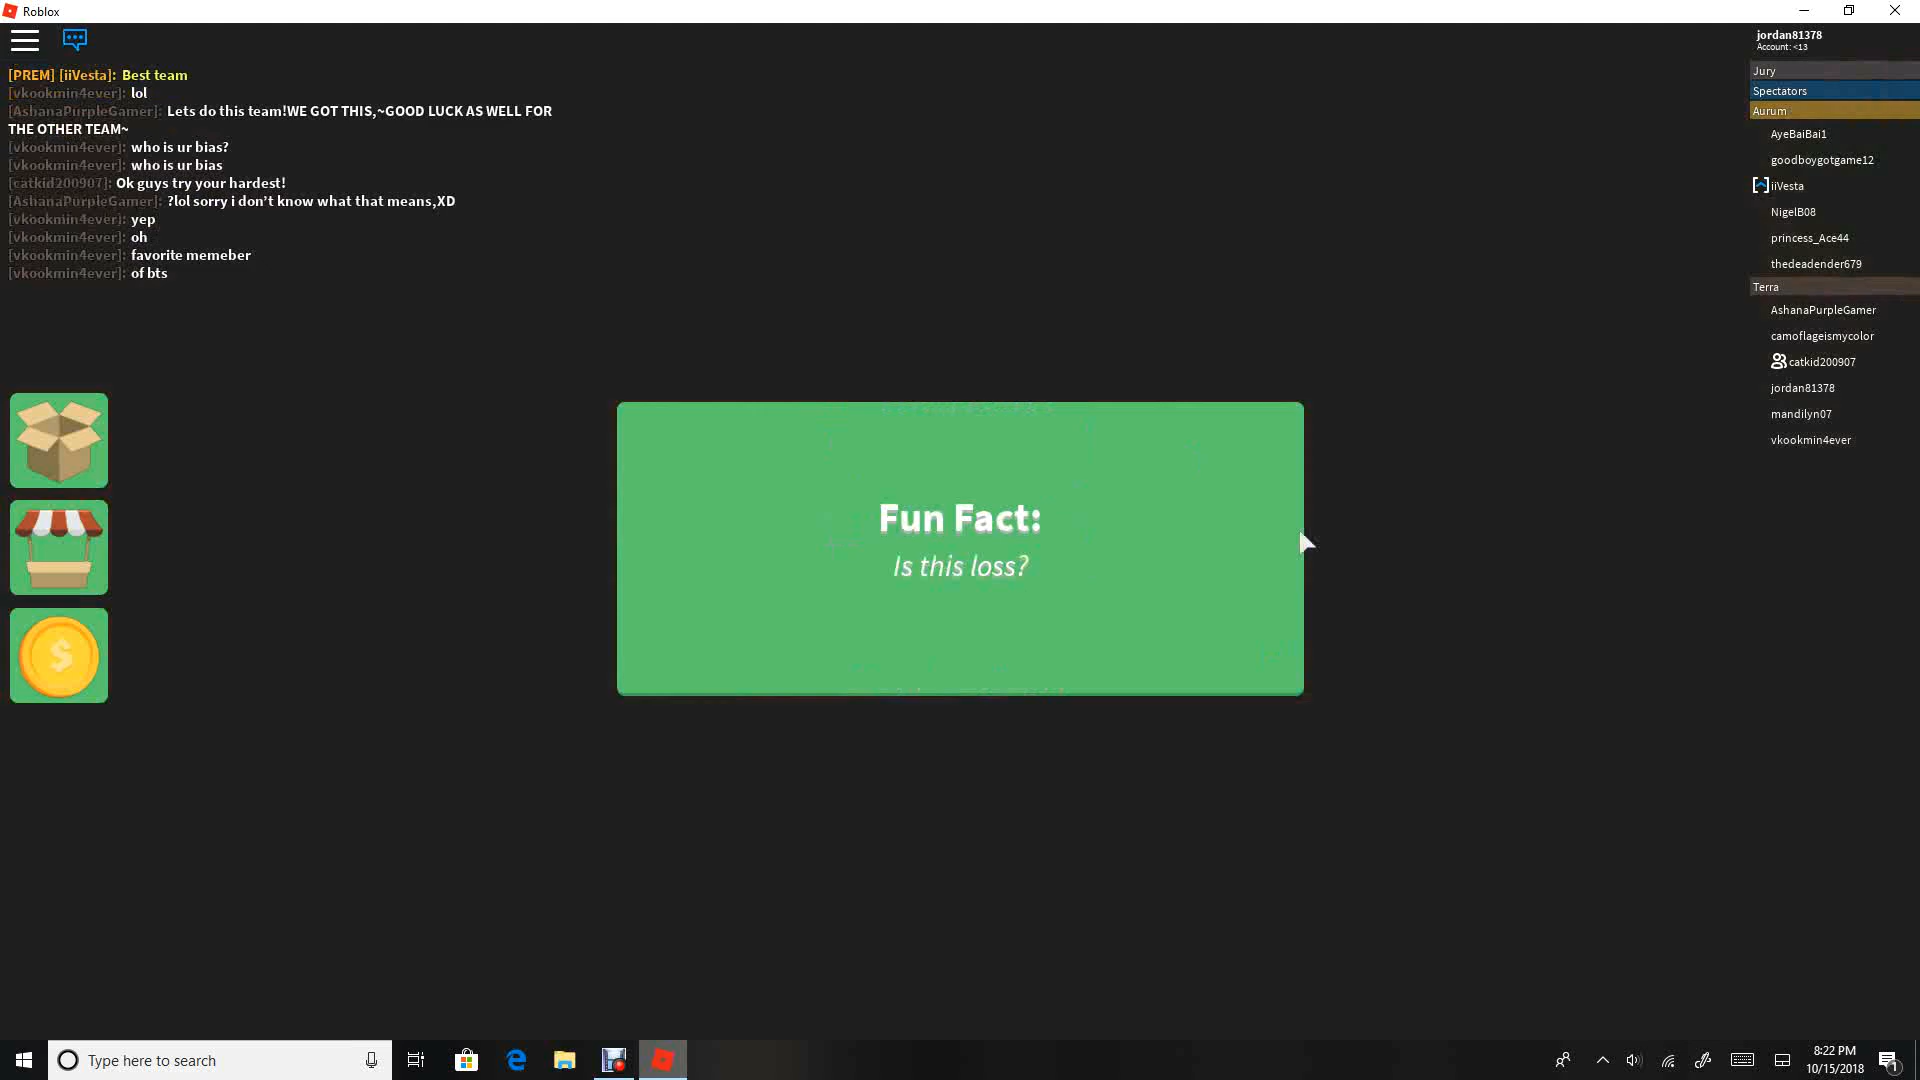 Roblox
jordan81378
Account: <13
[PREM] [iiVesta]: Best team
[vkookmin4ever]: lol
[AshanaPurpleGamer]: Lets do this team!WE GOT THIS,~GOOD LUCK AS WELL FOR
THE OTHER TEAM~
[vkookmin4ever]: who is ur bias?
[vkookmin4ever]: who is ur bias
[catkid200907]: Ok guys try your hardest!
[AshanaPurpleGamer]: ?lol sorry i don't know what that means,XD
[vkookmin4ever]: yep
[vkookmin4ever]: oh
[vkookmin4ever]: favorite memeber
[vkookmin4ever]: of bts
Jury
Spectators
Aurum
AyeBaiBai1
goodboygotgame12
iiVesta
NigelB08
princess_Ace44
thedeadender679
Terra
AshanaPurpleGamer
camoflageismycolor
catkid200907
jordan81378
mandilyn07
vkookmin4ever
Fun Fact:
Is this loss?
$
Type here to search
8:22 PM
10/15/2018
1